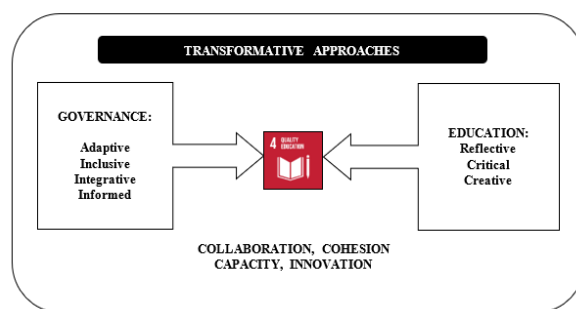 TRANSFORMATIVE APPROACHES
GOVERNANCE:
Adaptive
Inclusive
Integrative
Informed
4 QUALITY
EDUCATION
EDUCATION:
Reflective
Critical
Creative
COLLABORATION, COHESION
CAPACITY, INNOVATION